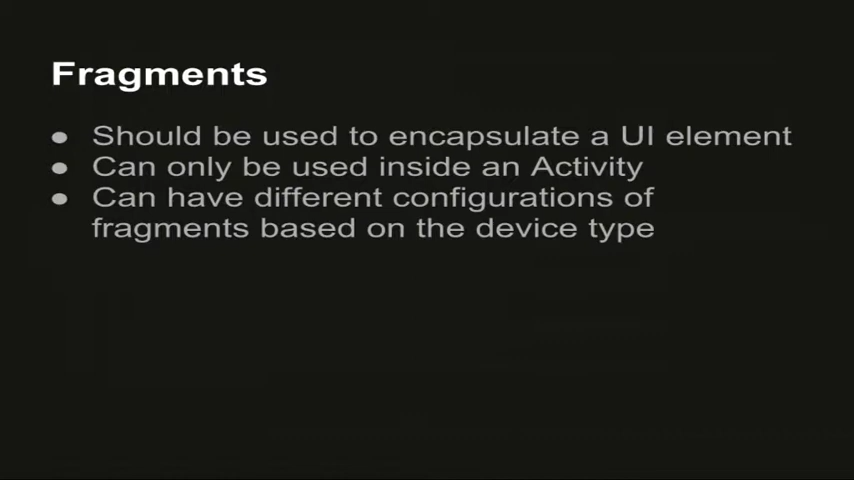 Fragments
● Should be used to encapsulate a UI element
● Can only be used inside an Activity
● Can have different configurations of
fragments based on the device type